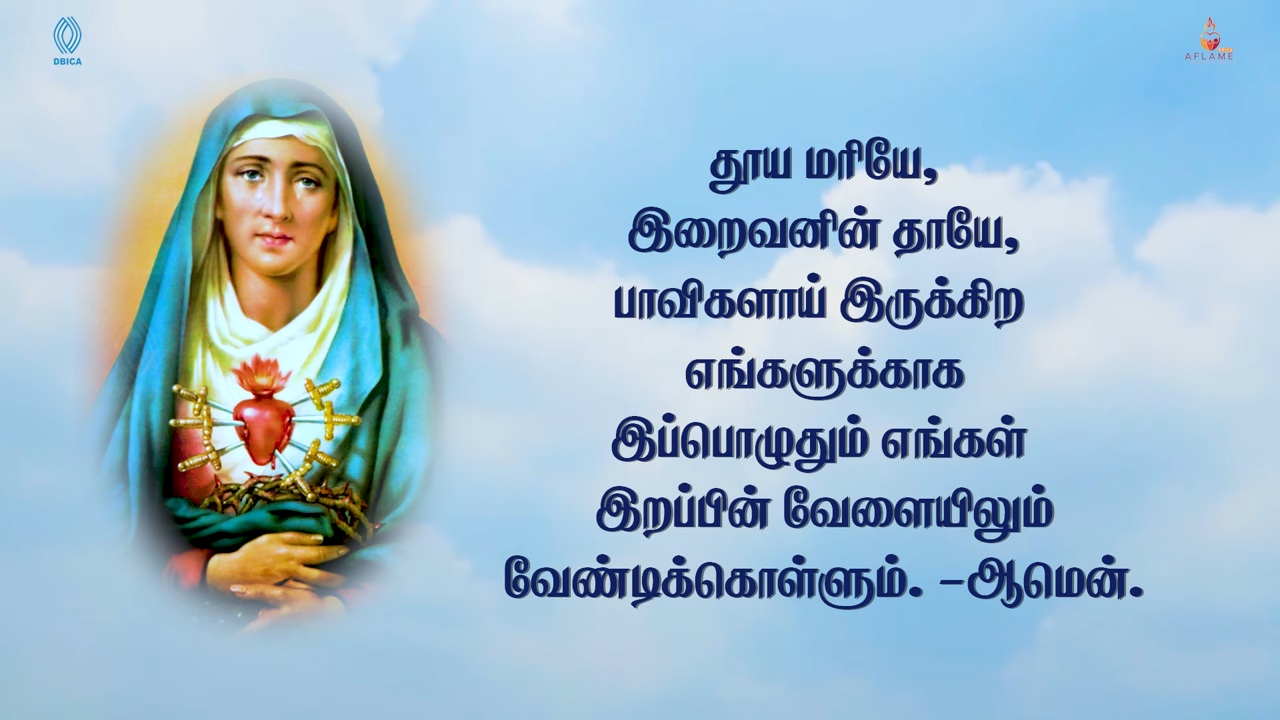 DBICA
AFLAME
தூய மரியே,
இறைவனின் தாயே,
பாவிகளாய் இருக்கிற
எங்களுக்காக
இப்பொழுதும் எங்கள்
இறப்பின் வேளையிலும்
வேண்டிக்கொள்ளும். -ஆமென்.